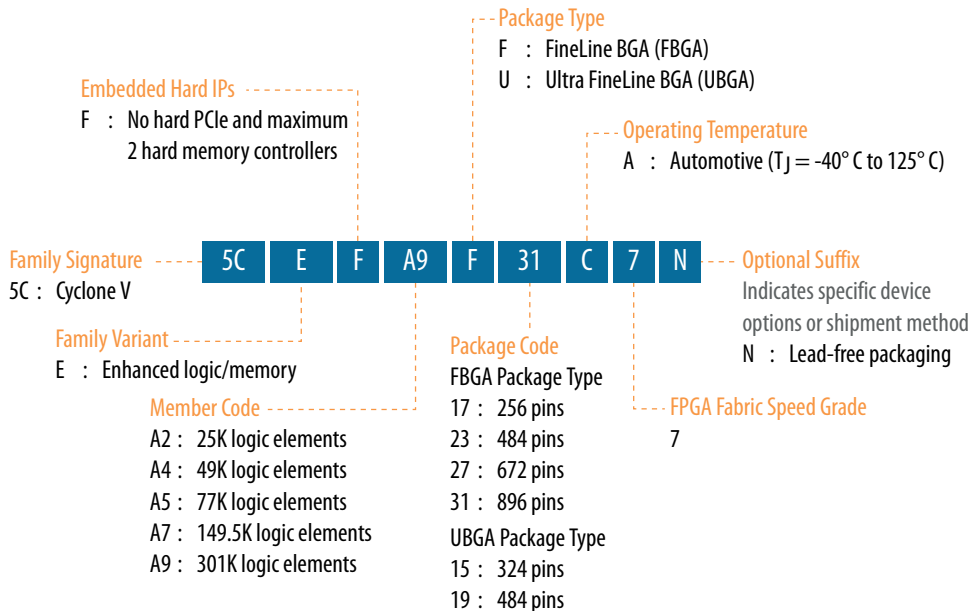 Package Type
F : FineLine BGA (FBGA)
U : Ultra FineLine BGA (UBGA)
Embedded Hard IPs
F : No hard PCIe and maximum
2 hard memory controllers
Operating Temperature
A : Automotive (TJ = -40° C to 125° C)
5C E F A9 F 31 C 7 N
Family Signature
5C : Cyclone V
Optional Suffix
Indicates specific device
options or shipment method
N : Lead-free packaging
Family Variant
E : Enhanced logic/memory
Member Code
A2 : 25K logic elements
A4 : 49K logic elements
A5 : 77K logic elements
A7 : 149.5K logic elements
A9 : 301K logic elements
Package Code
FBGA Package Type
17 : 256 pins
23 : 484 pins
27 : 672 pins
31 : 896 pins
UBGA Package Type
15 : 324 pins
19 : 484 pins
FPGA Fabric Speed Grade
7